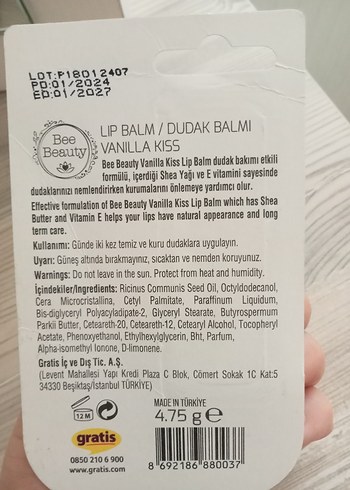 LOT:P18012407
PD:01/2024
ED:01/2027
Bee
Beauty
LIP BALM / DUDAK BALMI
VANILLA KISS
Bee Beauty Vanilla Kiss Lip Balm dudak bakımı etkili
formülü, içerdiği Shea Yağı ve E vitamini sayesinde
dudaklarınızı nemlendirirken kurumalarını önlemeye yardımcı olur.
Effective formulation of Bee Beauty Vanilla Kiss Lip Balm which has Shea
Butter and Vitamin E helps your lips have natural appearance and long
term care.
Kullanımı: Günde iki kez temiz ve kuru dudaklara uygulayın.
Uyarı: Güneş altında bırakmayınız, sıcaktan ve nemden koruyunuz.
Warnings: Do not leave in the sun. Protect from heat and humidity.
İçindekiler/Ingredients: Ricinus Communis Seed Oil, Octyldodecanol,
Cera Microcristallina, Cetyl Palmitate, Paraffinum Liquidum,
Bis-diglyceryl Polyacyladipate-2, Glyceryl Stearate, Butyrospermum
Parkii Butter, Ceteareth-20, Ceteareth-12, Cetearyl Alcohol, Tocopheryl
Acetate, Phenoxyethanol, Ethylhexylglycerin, Bht, Parfum,
Alpha-isomethyl Ionone, D-limonene.
Gratis İç ve Dış Tic. A.Ş.
(Levent Mahallesi Yapı Kredi Plaza C Blok, Cömert Sokak 1C Kat:5
34330 Beşiktaş/İstanbul TÜRKİYE)
12 M
MADE IN TÜRKİYE
4.75 g e
gratis
0850 210 6 900
www.gratis.com
8 692186 880037